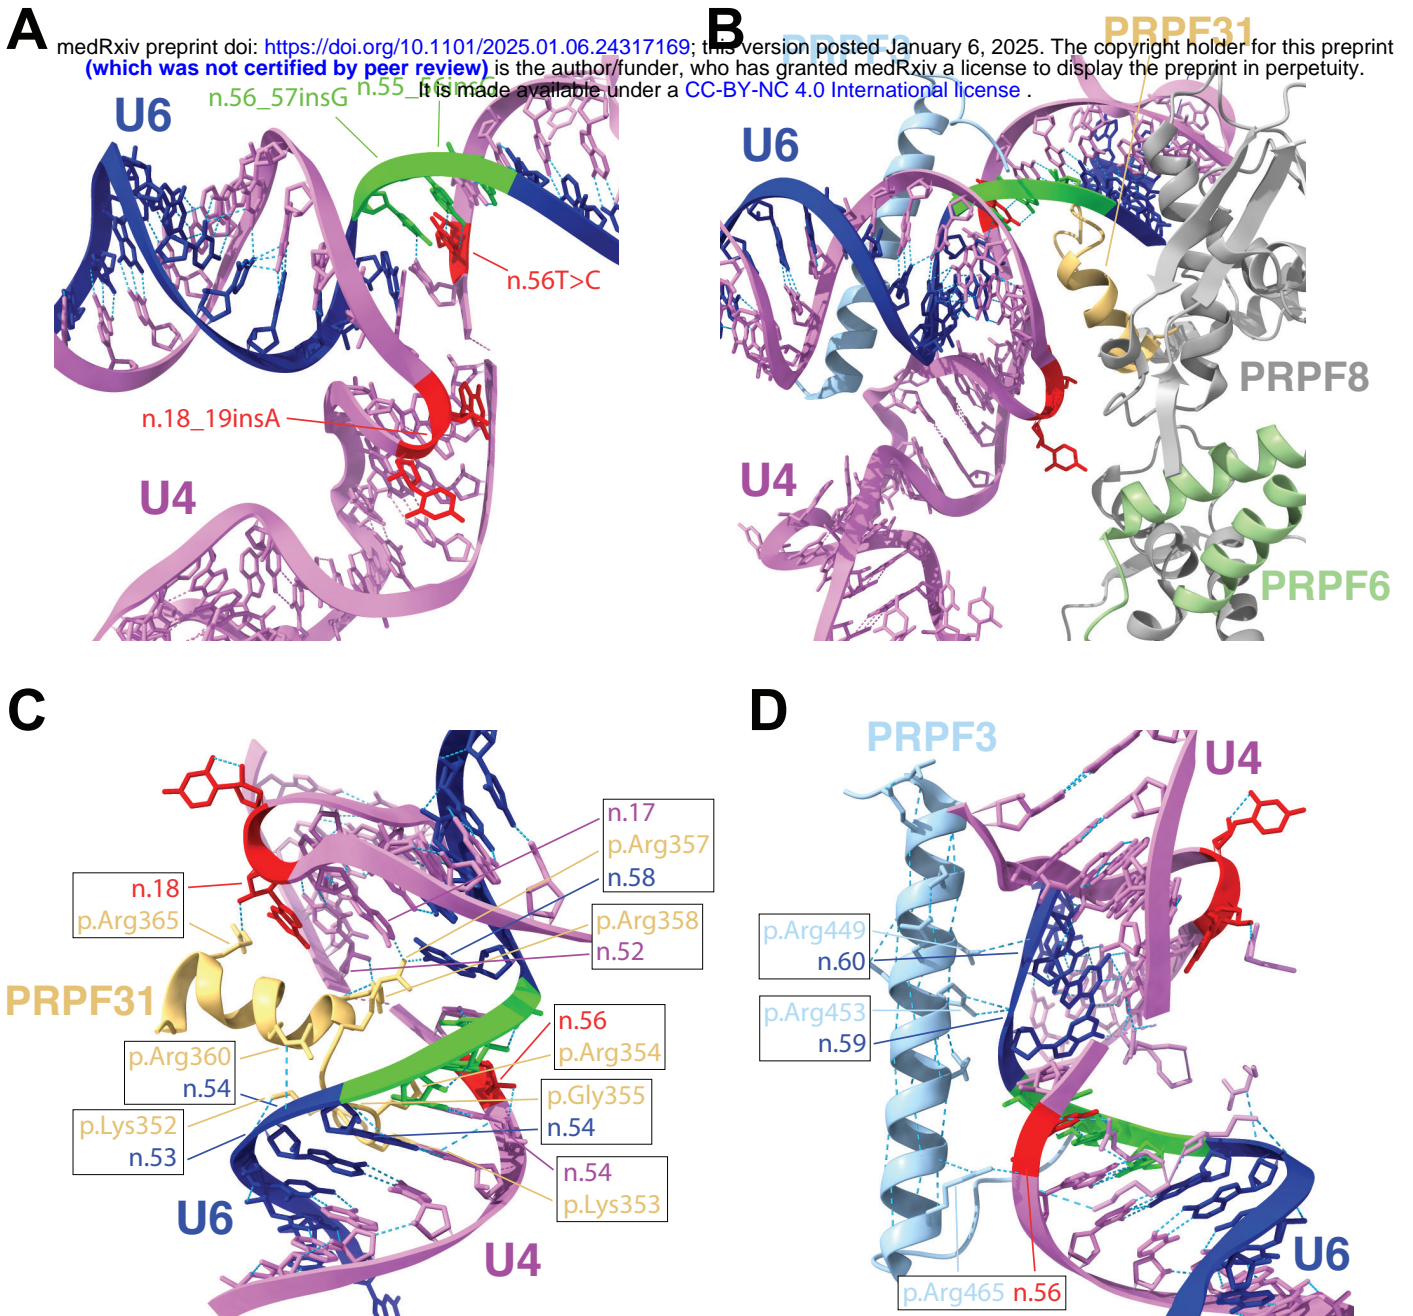 A
B
medRxiv preprint doi: https://doi.org/10.1101/2025.01.06.24317169; this version posted January 6, 2025. The copyright holder for this preprint
(which was not certified by peer review) is the author/funder, who has granted medRxiv a license to display the preprint in perpetuity.
It is made available under a CC-BY-NC 4.0 International license .
n.56_57insG
n.55_56insG
U6
n.56T>C
n.18_19insA
U4
PRPF3
PRPF31
U6
PRPF8
U4
PRPF6
C
n.17
p.Arg357
n.58
n.18
p.Arg365
p.Arg358
n.52
PRPF31
n.56
p.Arg354
p.Arg360
n.54
p.Gly355
n.54
p.Lys352
n.53
n.54
p.Lys353
U6
U4
D
PRPF3
U4
p.Arg449
n.60
p.Arg453
n.59
U6
p.Arg465 n.56